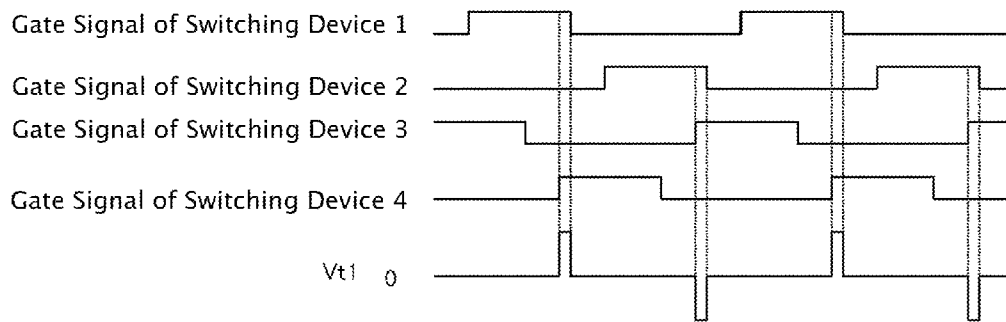 Gate Signal of Switching Device 1
Gate Signal of Switching Device 2
Gate Signal of Switching Device 3
Gate Signal of Switching Device 4
Vt1 0